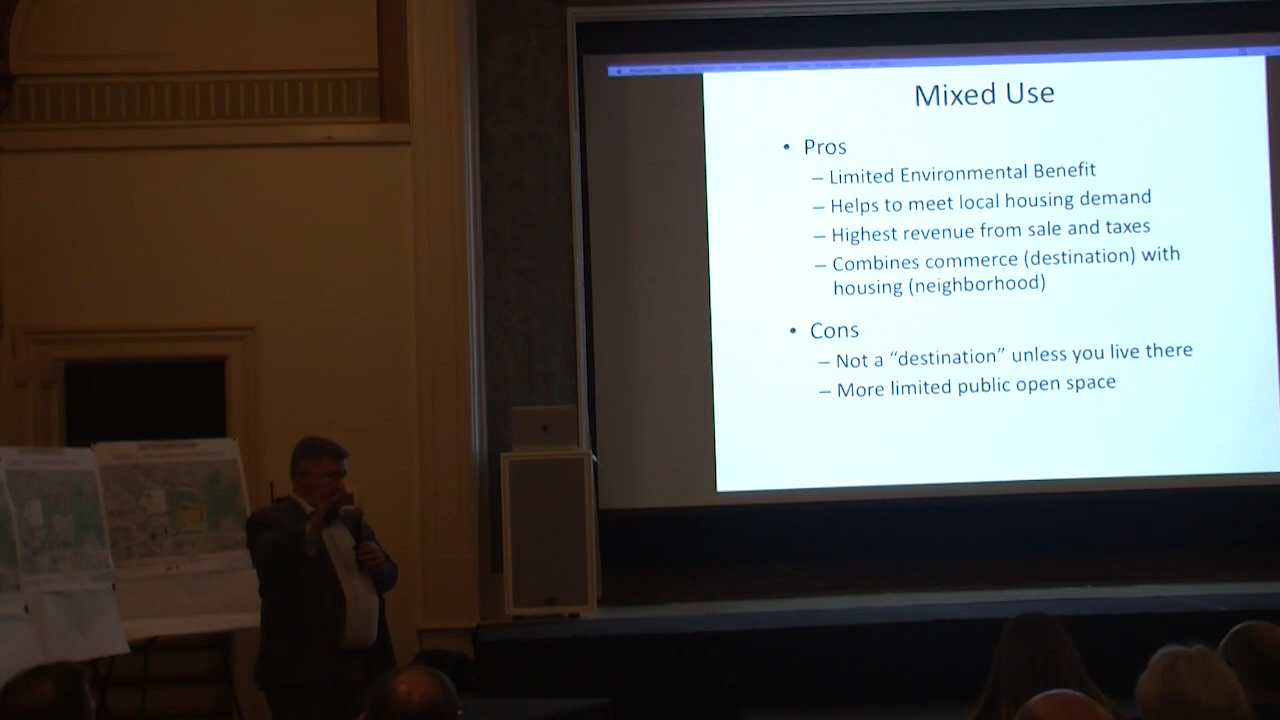 Mixed Use
• Pros
– Limited Environmental Benefit
– Helps to meet local housing demand
– Highest revenue from sale and taxes
– Combines commerce (destination) with
housing (neighborhood)
• Cons
– Not a “destination” unless you live there
– More limited public open space